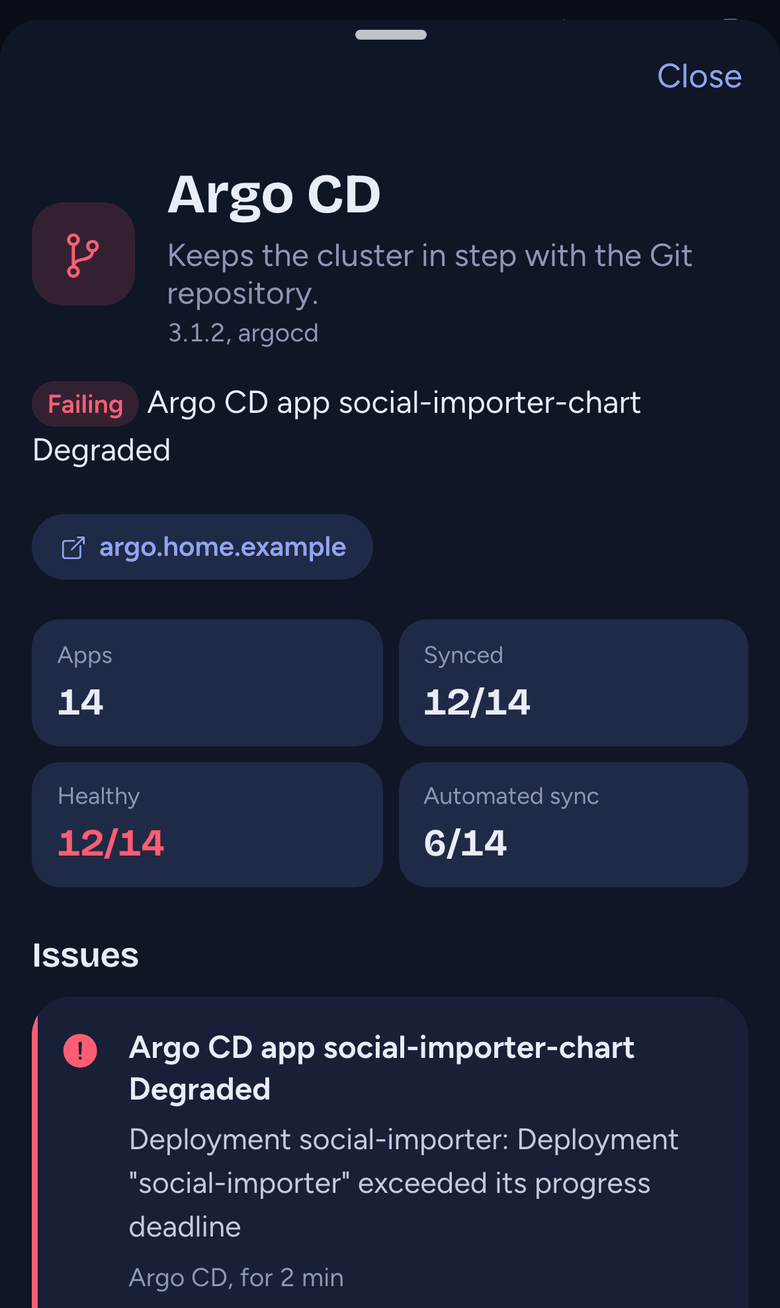 Close
Argo CD
Keeps the cluster in step with the Git
repository.
3.1.2, argocd
Failing Argo CD app social-importer-chart
Degraded
argo.home.example
Apps
14
Synced
12/14
Healthy
12/14
Automated sync
6/14
Issues
Argo CD app social-importer-chart
Degraded
Deployment social-importer: Deployment
"social-importer" exceeded its progress
deadline
Argo CD, for 2 min